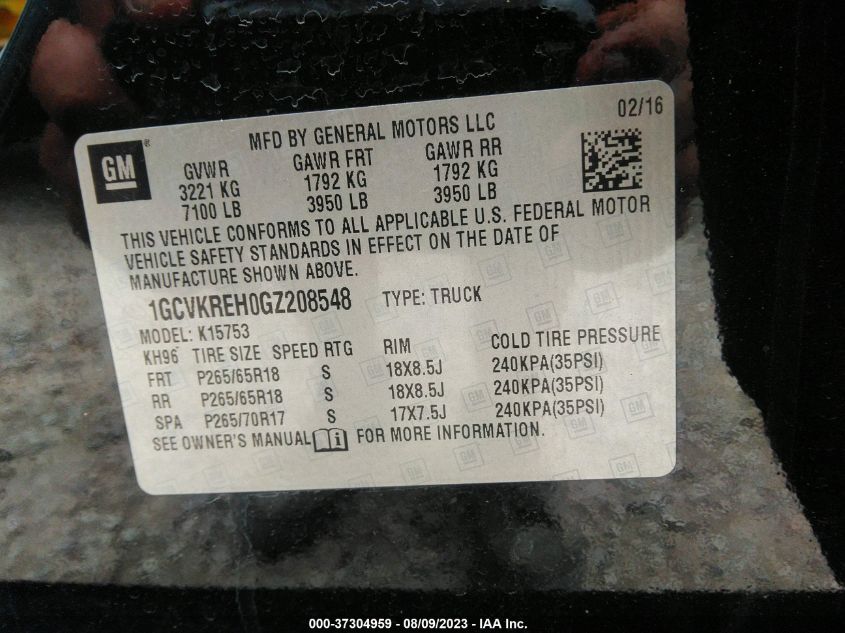 02/16
MFD BY GENERAL MOTORS LLC
GM®
GVWR GAWR FRT GAWR RR
3221 KG 1792 KG 1792 KG
7100 LB 3950 LB 3950 LB
THIS VEHICLE CONFORMS TO ALL APPLICABLE U.S. FEDERAL MOTOR
VEHICLE SAFETY STANDARDS IN EFFECT ON THE DATE OF
MANUFACTURE SHOWN ABOVE.
1GCVKREH0GZ208548 TYPE: TRUCK
MODEL: K15753
KH96 TIRE SIZE SPEED RTG RIM COLD TIRE PRESSURE
FRT P265/65R18 S 18X8.5J 240KPA(35PSI)
RR P265/65R18 S 18X8.5J 240KPA(35PSI)
SPA P265/70R17 S 17X7.5J 240KPA(35PSI)
SEE OWNER'S MANUAL FOR MORE INFORMATION.
000-37304959 - 08/09/2023 - IAA Inc.